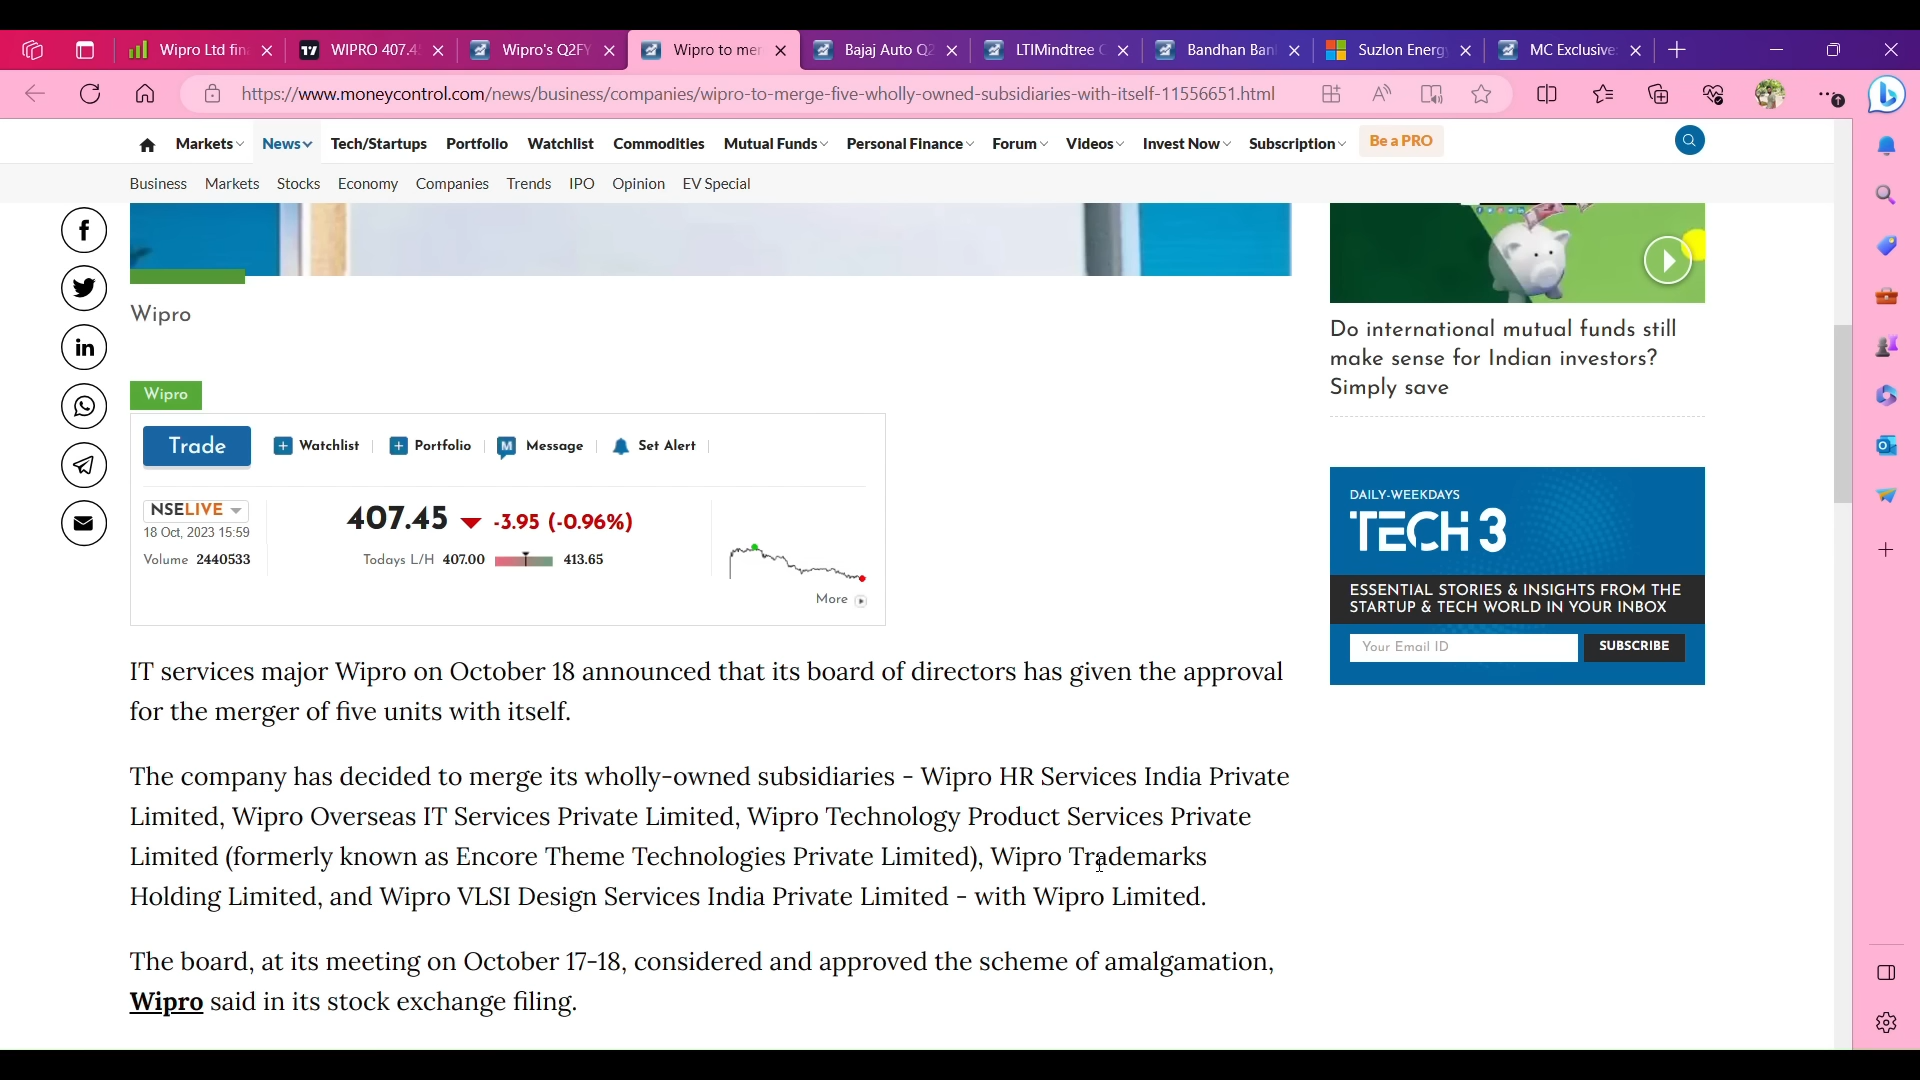 Wipro Ltd fin
WIPRO 407.4
Wipro's Q2FY
Wipro to mer
Bajaj Auto Q2
LTIMindtree
Bandhan Ban
Suzlon Energy
MC Exclusive
https://www.moneycontrol.com/news/business/companies/wipro-to-merge-five-wholly-owned-subsidiaries-with-itself-11556651.html
Markets News Tech/Startups Portfolio Watchlist Commodities Mutual Funds Personal Finance Forum Videos Invest Now Subscription Be a PRO
Business Markets Stocks Economy Companies Trends IPO Opinion EV Special
Wipro
Wipro
Trade
Watchlist
Portfolio
Message
Set Alert
NSELIVE
18 Oct, 2023 15:59
Volume 2440533
407.45 -3.95 (-0.96%)
Todays L/H 407.00 413.65
More
IT services major Wipro on October 18 announced that its board of directors has given the approval
for the merger of five units with itself.
The company has decided to merge its wholly-owned subsidiaries - Wipro HR Services India Private
Limited, Wipro Overseas IT Services Private Limited, Wipro Technology Product Services Private
Limited (formerly known as Encore Theme Technologies Private Limited), Wipro Trademarks
Holding Limited, and Wipro VLSI Design Services India Private Limited - with Wipro Limited.
The board, at its meeting on October 17-18, considered and approved the scheme of amalgamation,
Wipro said in its stock exchange filing.
Do international mutual funds still
make sense for Indian investors?
Simply save
DAILY-WEEKDAYS
TECH 3
ESSENTIAL STORIES & INSIGHTS FROM THE
STARTUP & TECH WORLD IN YOUR INBOX
Your Email ID
SUBSCRIBE